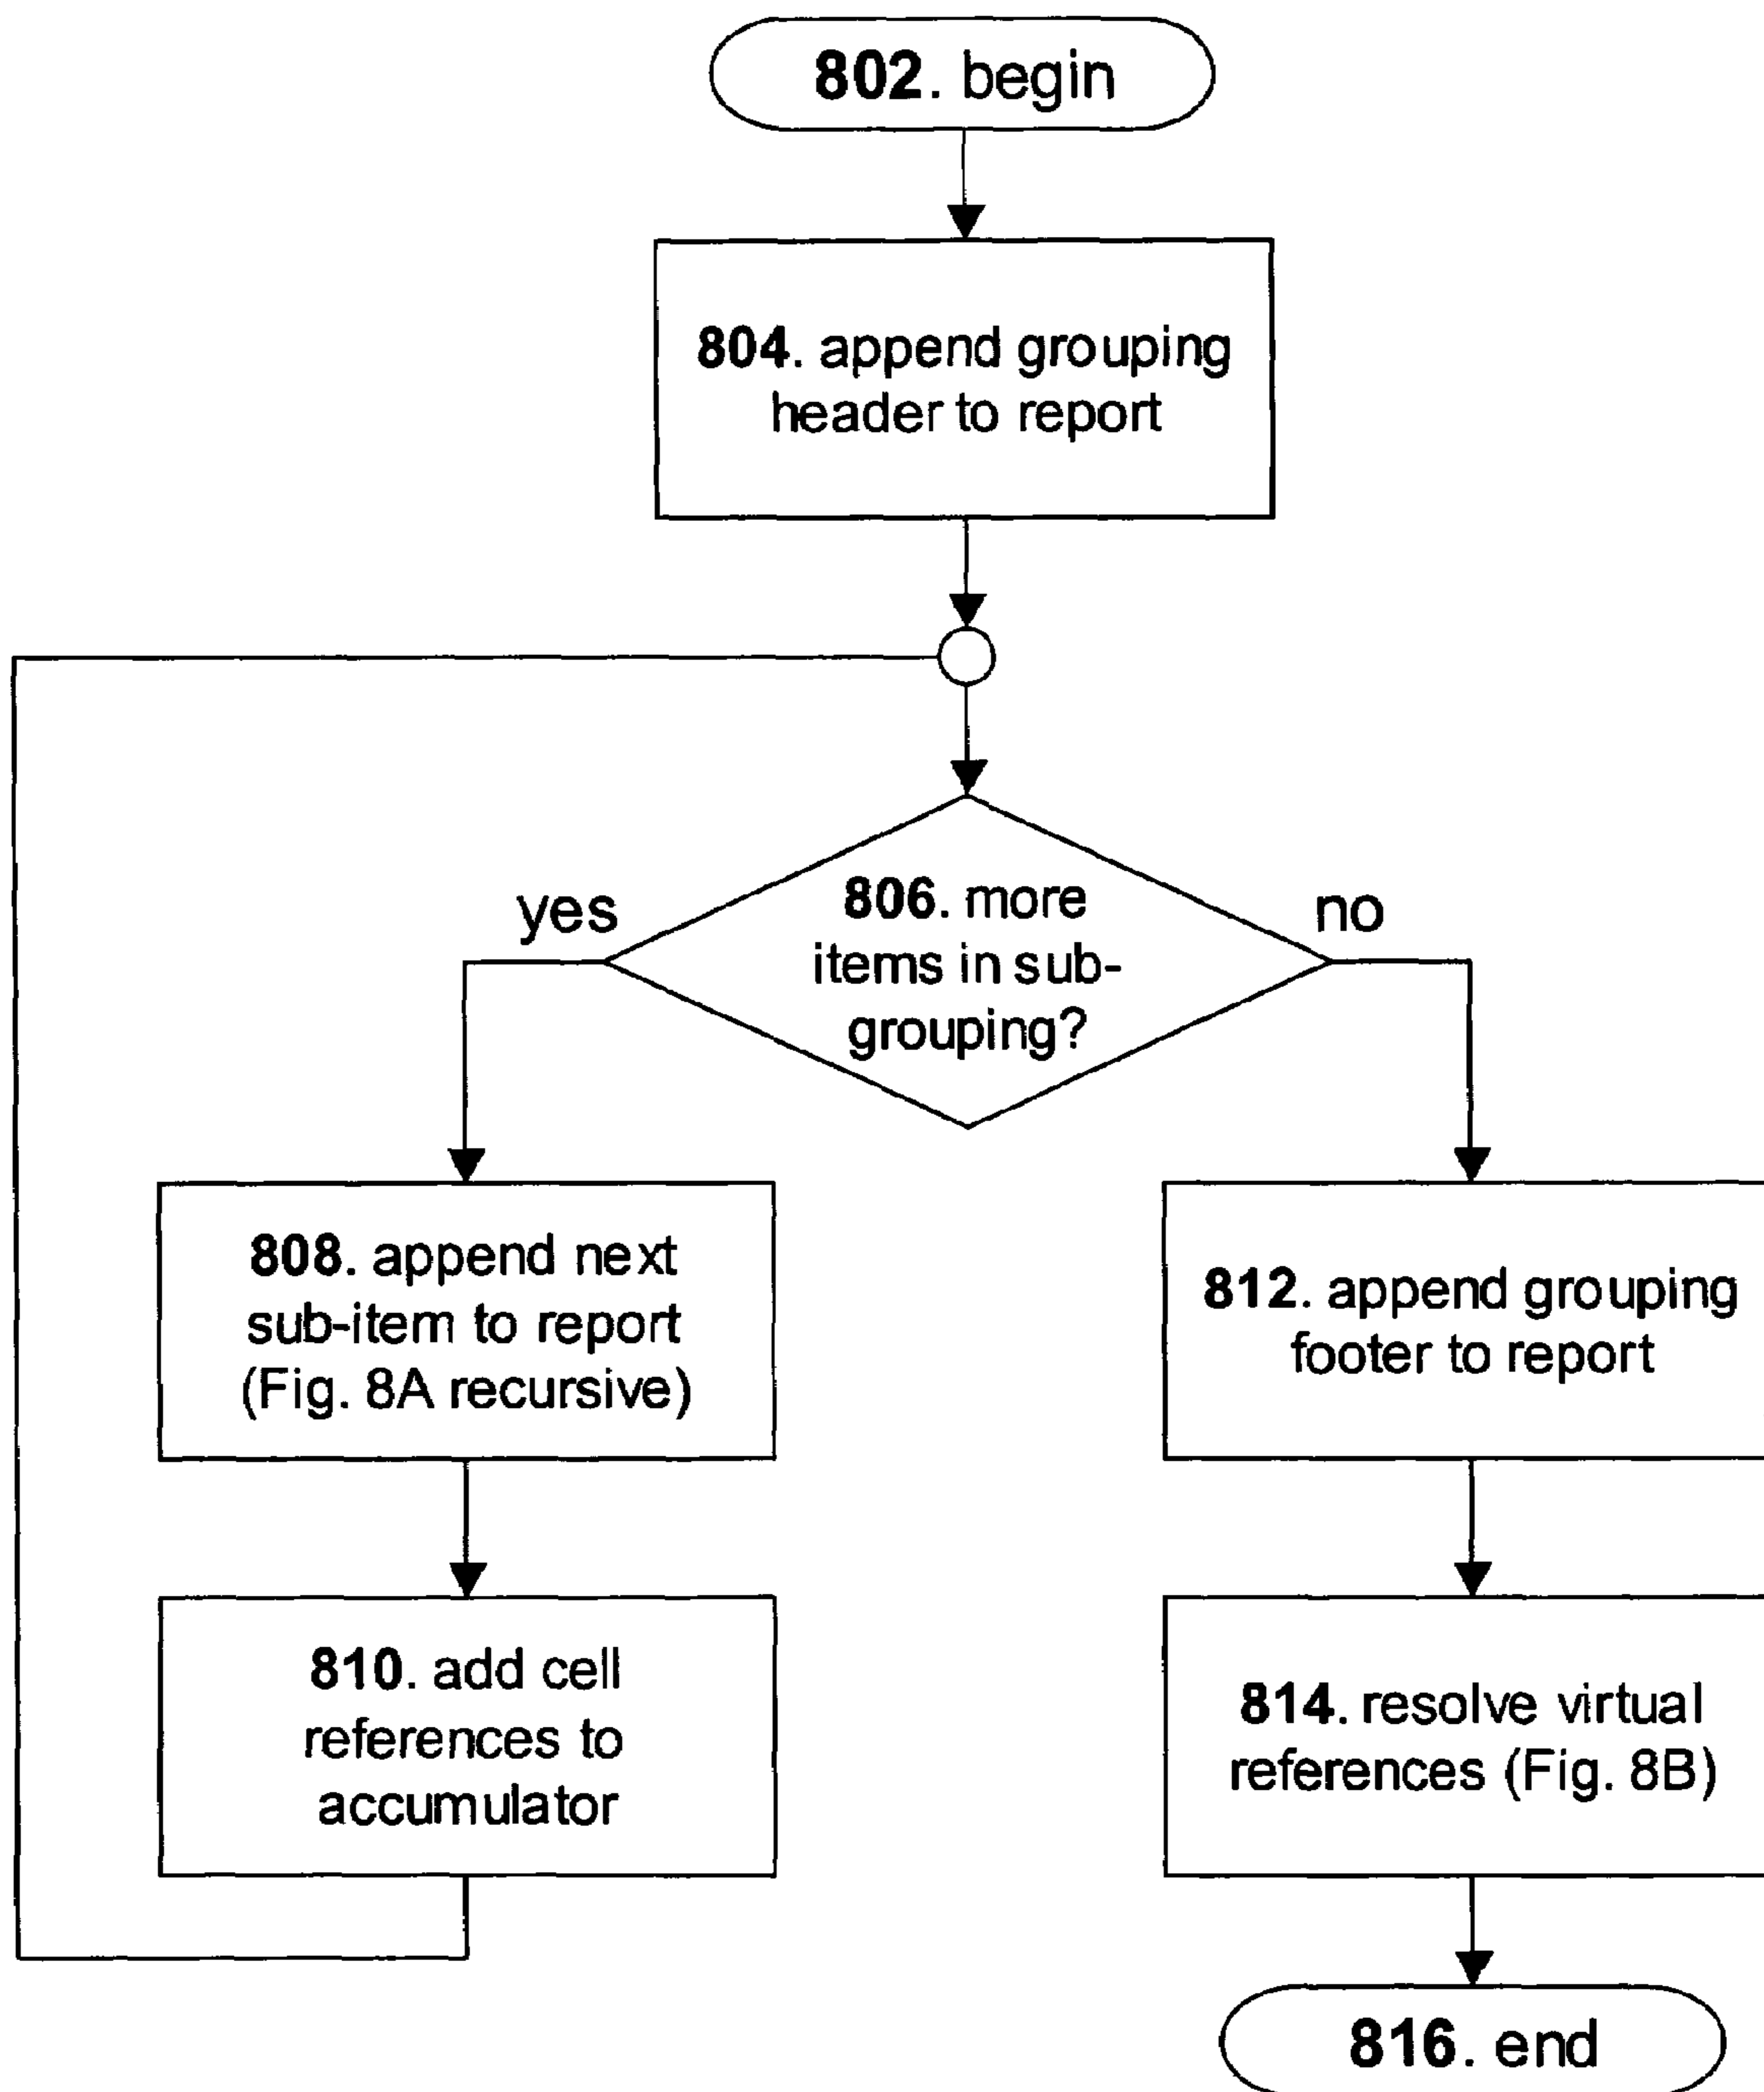 802. begin
804. append grouping
header to report
806. more
items in sub-
grouping?
yes
no
808. append next
sub-item to report
(Fig. 8A recursive)
812. append grouping
footer to report
810. add cell
references to
accumulator
814. resolve virtual
references (Fig. 8B)
816. end